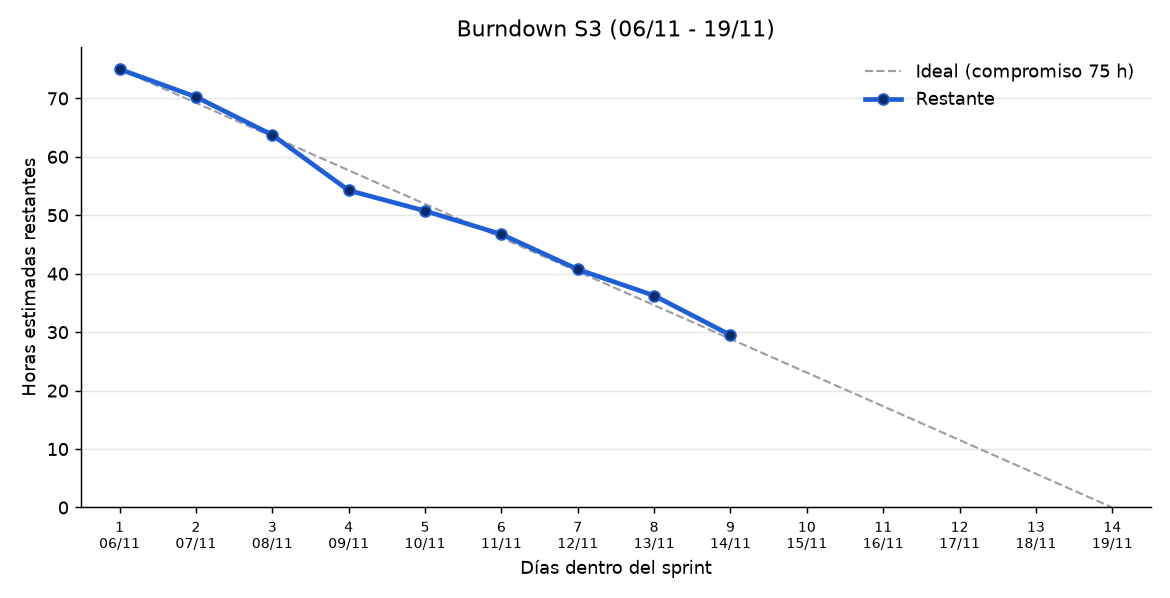 Burndown S3 (06/11 - 19/11)
Ideal (compromiso 75 h)
Restante
Horas estimadas restantes
70
60
50
40
30
20
10
0
1 2 3 4 5 6 7 8 9 10 11 12 13 14
06/11 07/11 08/11 09/11 10/11 11/11 12/11 13/11 14/11 15/11 16/11 17/11 18/11 19/11
Días dentro del sprint